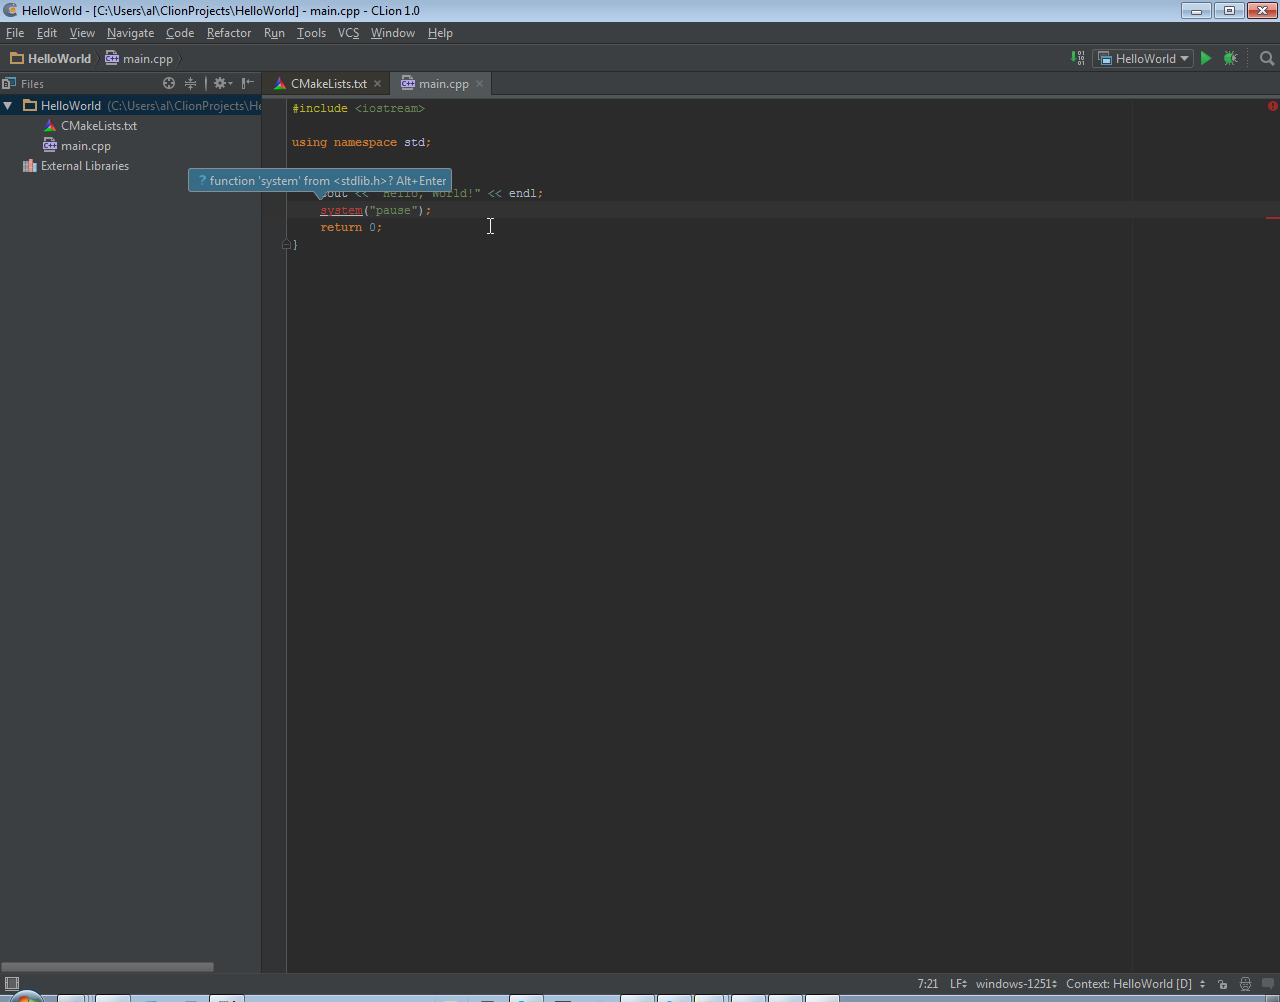 HelloWorld - [C:\Users\al\ClionProjects\HelloWorld] - main.cpp - CLion 1.0
File Edit View Navigate Code Refactor Run Tools VCS Window Help
HelloWorld main.cpp HelloWorld
Files CMakeLists.txt main.cpp
HelloWorld (C:\Users\al\ClionProjects\He
CMakeLists.txt
main.cpp
External Libraries
#include <iostream>
using namespace std;
? function 'system' from <stdlib.h>? Alt+Enter
cout << "Hello, World!" << endl;
system("pause");
return 0;
}
7:21 LF windows-1251 Context: HelloWorld [D]